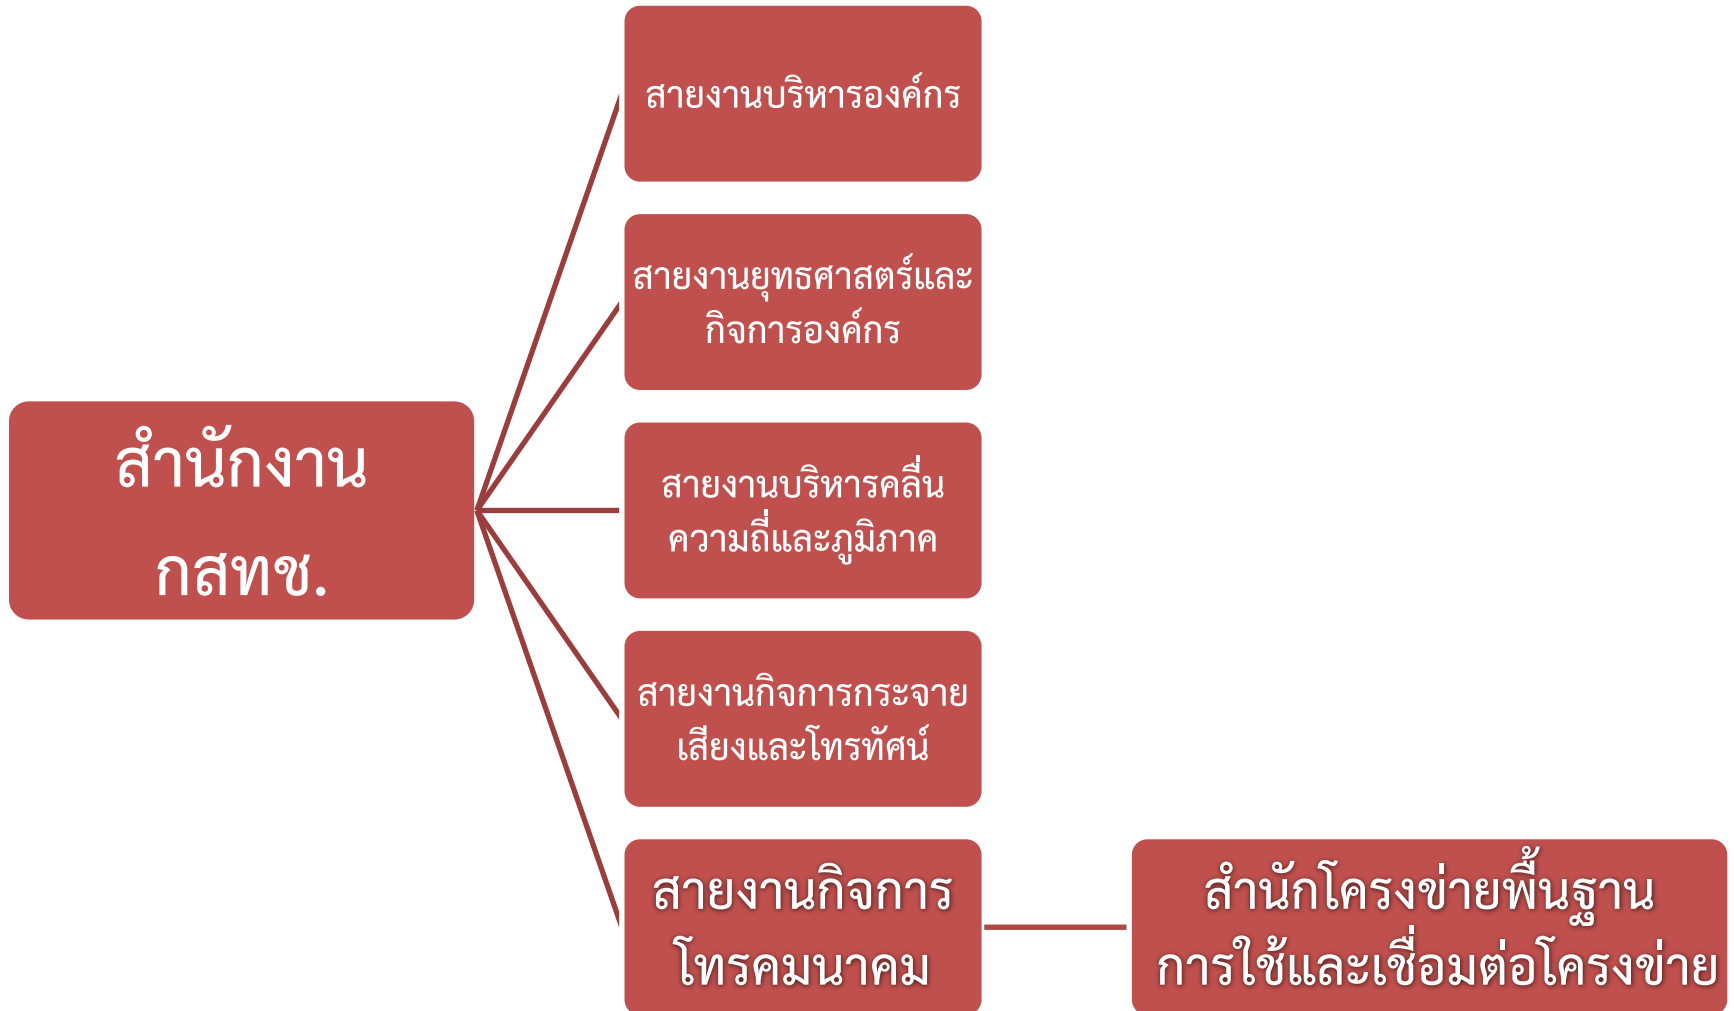 สำนักงาน
กสทช.
สายงานบริหารองค์กร
สายงานยุทธศาสตร์และ
กิจการองค์กร
สายงานบริหารคลื่น
ความถี่และภูมิภาค
สายงานกิจการกระจาย
เสียงและโทรทัศน์
สายงานกิจการ
โทรคมนาคม
สำนักโครงข่ายพื้นฐาน
การใช้และเชื่อมต่อโครงข่าย